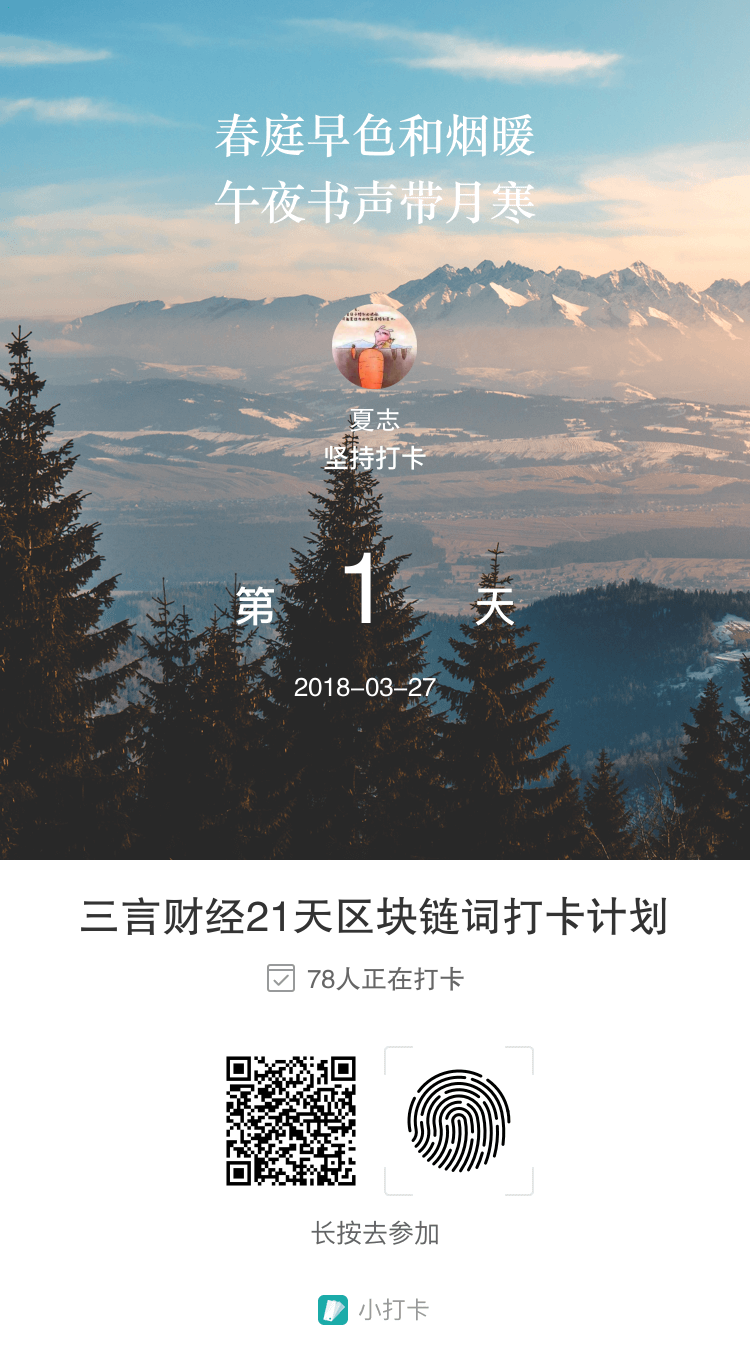 春庭早色和烟暖
午夜书声带月寒
夏志
坚持打卡
第 1 天
2018-03-27
三言财经21天区块链词打卡计划
78人正在打卡
长按去参加
小打卡